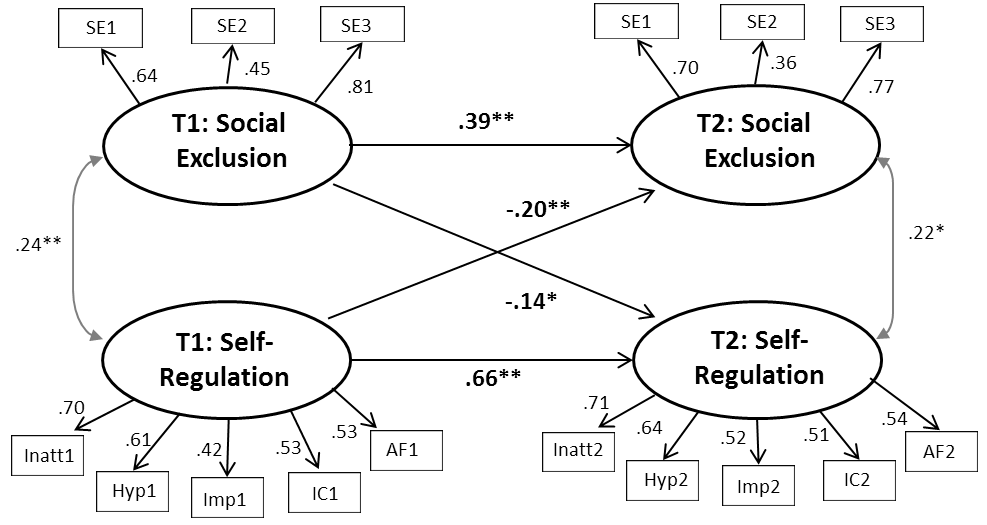 SE1
SE2
SE3
SE1
SE2
SE3
.64
.45
.81
.70
.36
.77
T1: Social
Exclusion
.39**
T2: Social
Exclusion
-.20**
.24**
.22*
-.14*
T1: Self-
Regulation
.66**
T2: Self-
Regulation
.70
.61
.42
.53
.53
.71
.64
.52
.51
.54
Inatt1
Hyp1
Imp1
IC1
AF1
Inatt2
Hyp2
Imp2
IC2
AF2